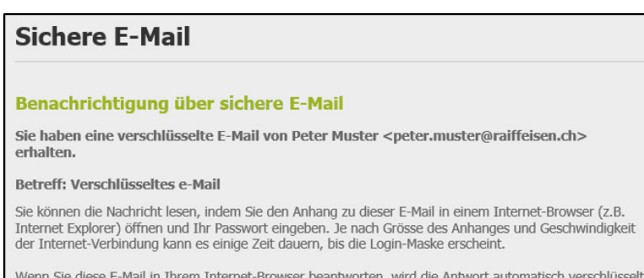 Sichere E-Mail
Benachrichtigung über sichere E-Mail
Sie haben eine verschlüsselte E-Mail von Peter Muster <peter.muster@raiffeisen.ch>
erhalten.
Betreff: Verschlüsseltes e-Mail
Sie können die Nachricht lesen, indem Sie den Anhang zu dieser E-Mail in einem Internet-Browser (z.B.
Internet Explorer) öffnen und Ihr Passwort eingeben. Je nach Grösse des Anhanges und Geschwindigkeit
der Internet-Verbindung kann es einige Zeit dauern, bis die Login-Maske erscheint.
Wenn Sie diese E-Mail in Ihrem Internet-Browser beantworten, wird die Antwort automatisch verschlüsselt